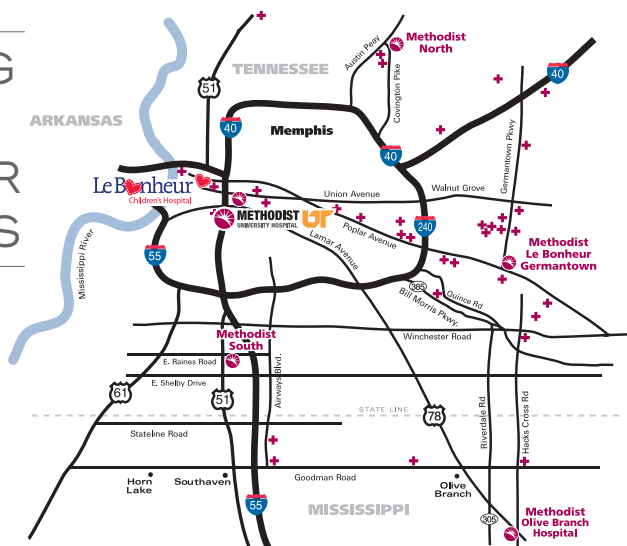 G
R
S
TENNESSEE
ARKANSAS
MISSISSIPPI
Memphis
Methodist
North
Austin Peay
Covington Pike
Germantown Pkwy
51
40
40
40
Le Bonheur
Children's Hospital
Union Avenue
Walnut Grove
METHODIST
UNIVERSITY HOSPITAL
UT
Poplar Avenue
Lamar Avenue
240
55
Mississippi River
Methodist
Le Bonheur
Germantown
385
Quince Rd
Bill Morris Pkwy.
Winchester Road
Methodist
South
E. Raines Road
E. Shelby Drive
Airways Blvd.
61
51
78
STATE LINE
Riverdale Rd
Hacks Cross Rd
Stateline Road
Goodman Road
Horn
Lake
Southaven
Olive
Branch
55
305
Methodist
Olive Branch
Hospital